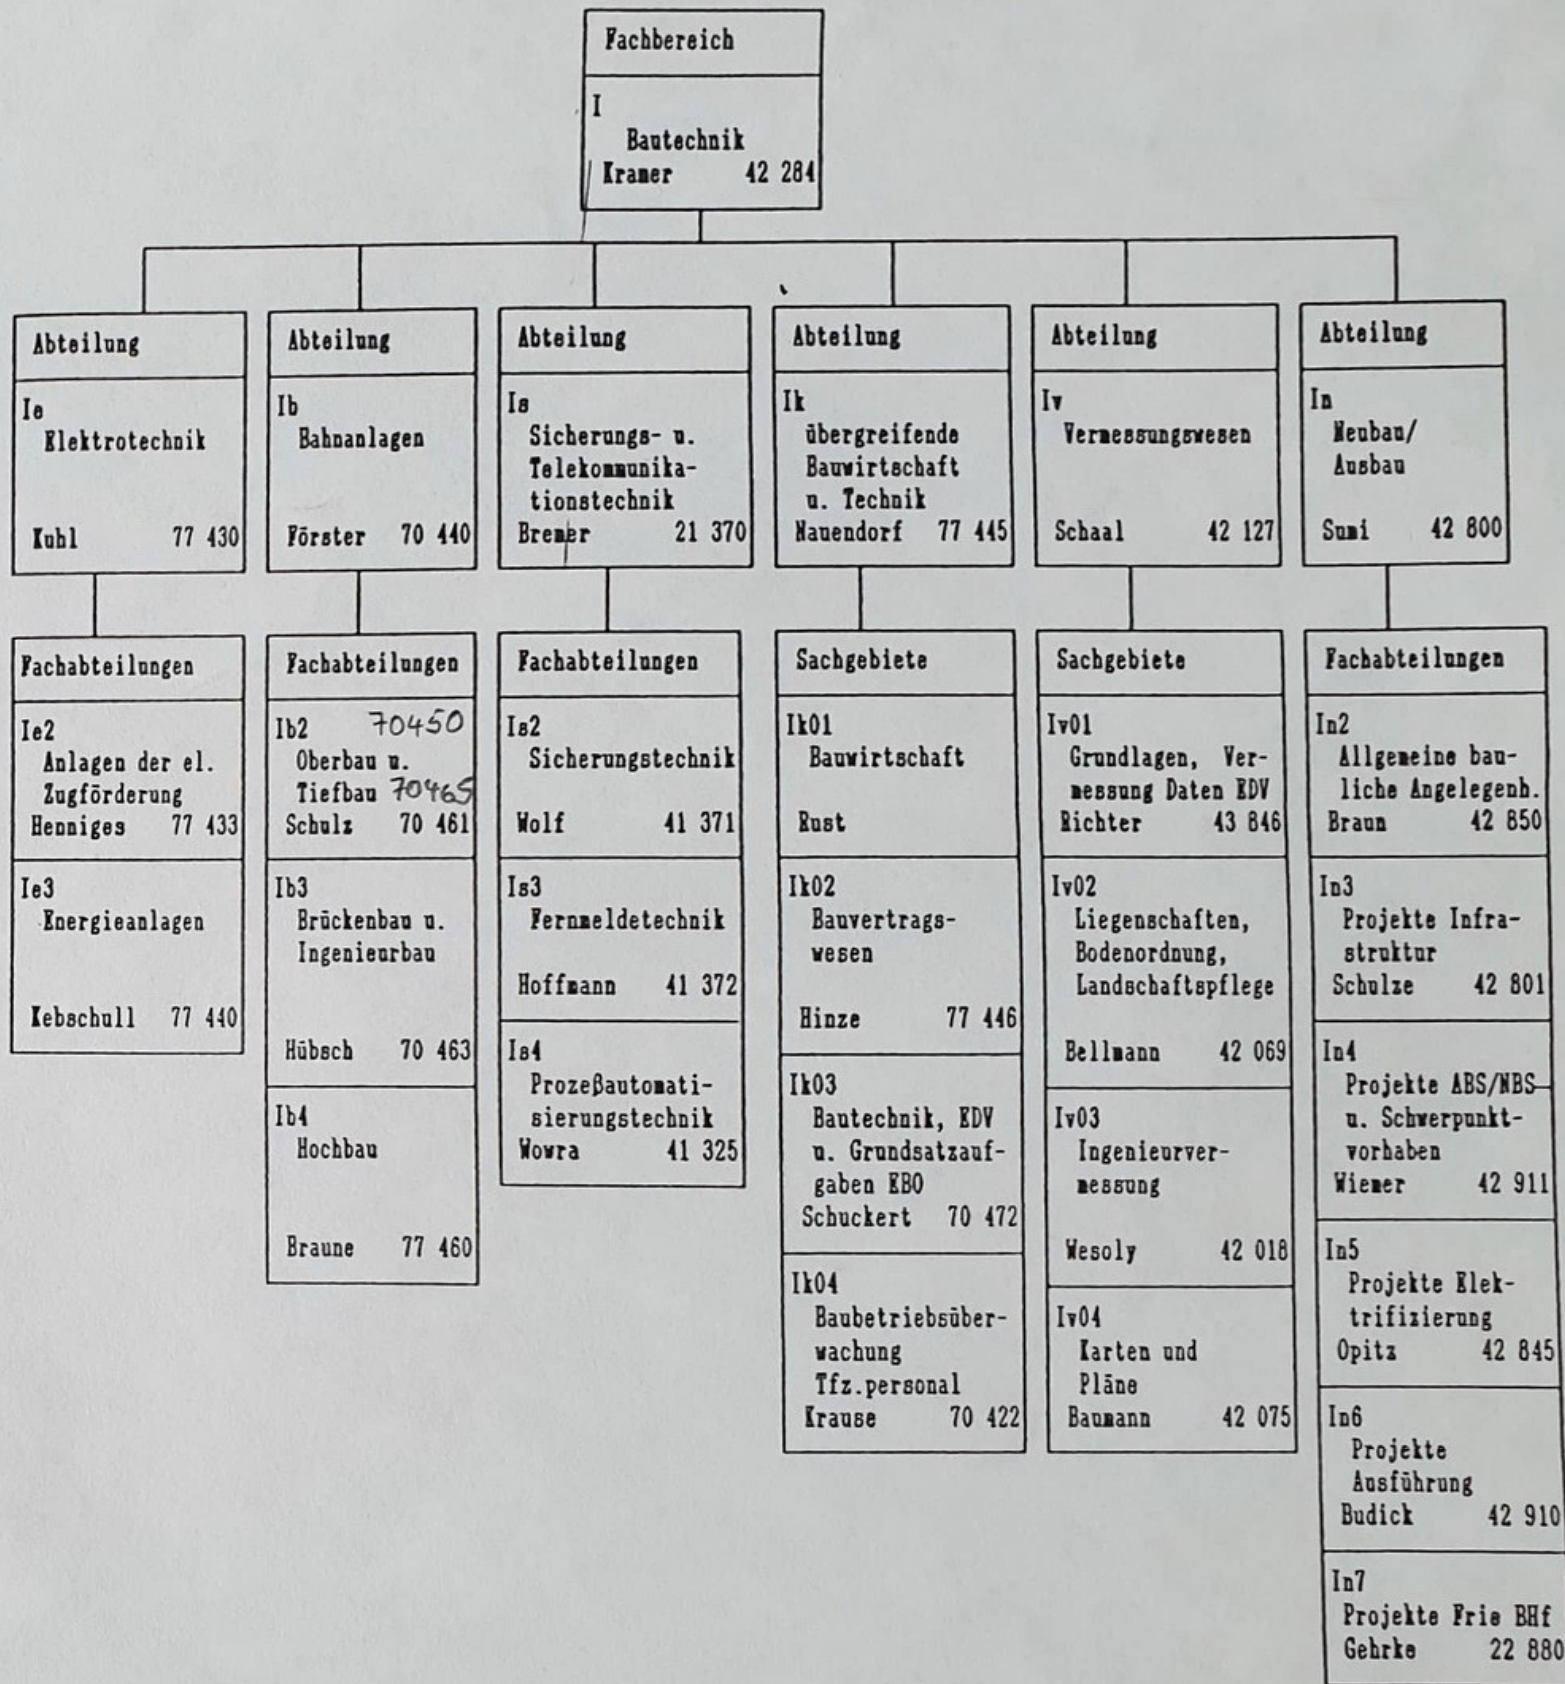 Fachbereich
I
Bautechnik
Kramer 42 284
Abteilung
Ie
Elektrotechnik
Kuhl 77 430
Abteilung
Ib
Bahnanlagen
Förster 70 440
Abteilung
Is
Sicherungs- u.
Telekommunika-
tionstechnik
Bremer 21 370
Abteilung
Ik
übergreifende
Bauwirtschaft
u. Technik
Nauendorf 77 445
Abteilung
Iv
Vermessungswesen
Schaal 42 127
Abteilung
In
Neubau/
Ausbau
Sumi 42 800
Fachabteilungen
Ie2
Anlagen der el.
Zugförderung
Henniges 77 433
Ie3
Energieanlagen
Kebschull 77 440
Fachabteilungen
Ib2 70450
Oberbau u.
Tiefbau 70465
Schulz 70 461
Ib3
Brückenbau u.
Ingenieurbau
Hübsch 70 463
Ib4
Hochbau
Braune 77 460
Fachabteilungen
Is2
Sicherungstechnik
Wolf 41 371
Is3
Fernmeldetechnik
Hoffmann 41 372
Is4
Prozeßautomati-
sierungstechnik
Wowra 41 325
Sachgebiete
Ik01
Bauwirtschaft
Rust
Ik02
Bauvertrags-
wesen
Hinze 77 446
Ik03
Bautechnik, EDV
u. Grundsatzauf-
gaben EBO
Schuckert 70 472
Ik04
Baubetriebsüber-
wachung
Tfz.personal
Krause 70 422
Sachgebiete
Iv01
Grundlagen, Ver-
messung Daten EDV
Richter 43 846
Iv02
Liegenschaften,
Bodenordnung,
Landschaftspflege
Bellmann 42 069
Iv03
Ingenieurver-
messung
Wesoly 42 018
Iv04
Karten und
Pläne
Baumann 42 075
Fachabteilungen
In2
Allgemeine bau-
liche Angelegenh.
Braun 42 850
In3
Projekte Infra-
struktur
Schulze 42 801
In4
Projekte ABS/NBS
u. Schwerpunkt-
vorhaben
Wiemer 42 911
In5
Projekte Elek-
trifizierung
Opitz 42 845
In6
Projekte
Ausführung
Budick 42 910
In7
Projekte Frie BHf
Gehrke 22 880